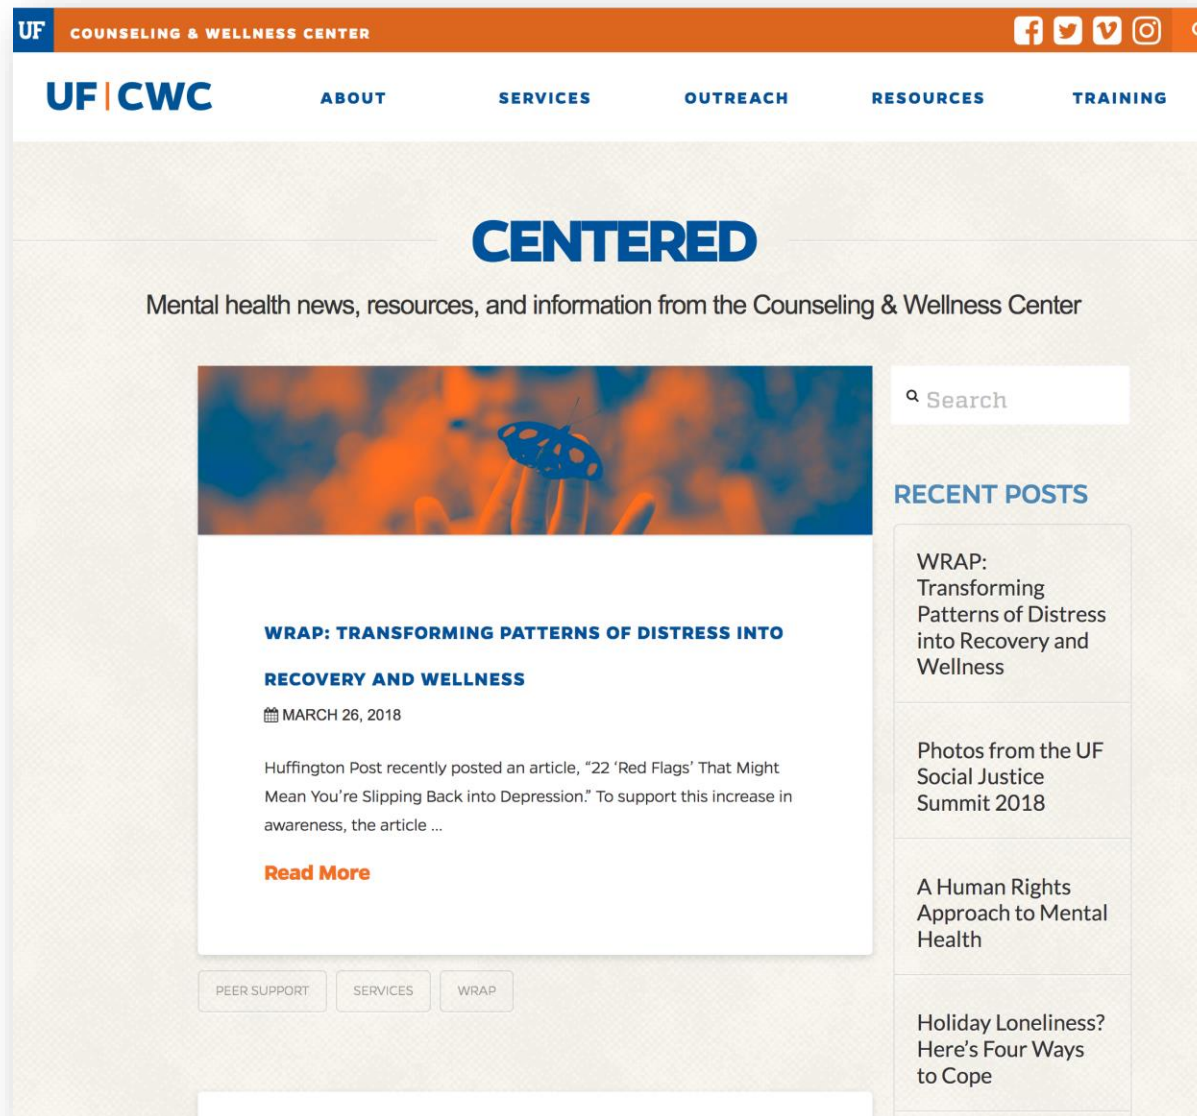 UF COUNSELING & WELLNESS CENTER
UF|CWC ABOUT SERVICES OUTREACH RESOURCES TRAINING
CENTERED
Mental health news, resources, and information from the Counseling & Wellness Center
WRAP: TRANSFORMING PATTERNS OF DISTRESS INTO
RECOVERY AND WELLNESS
MARCH 26, 2018
Huffington Post recently posted an article, “22 ‘Red Flags’ That Might
Mean You’re Slipping Back into Depression.” To support this increase in
awareness, the article ...
Read More
PEER SUPPORT SERVICES WRAP
Search
RECENT POSTS
WRAP:
Transforming
Patterns of Distress
into Recovery and
Wellness
Photos from the UF
Social Justice
Summit 2018
A Human Rights
Approach to Mental
Health
Holiday Loneliness?
Here’s Four Ways
to Cope